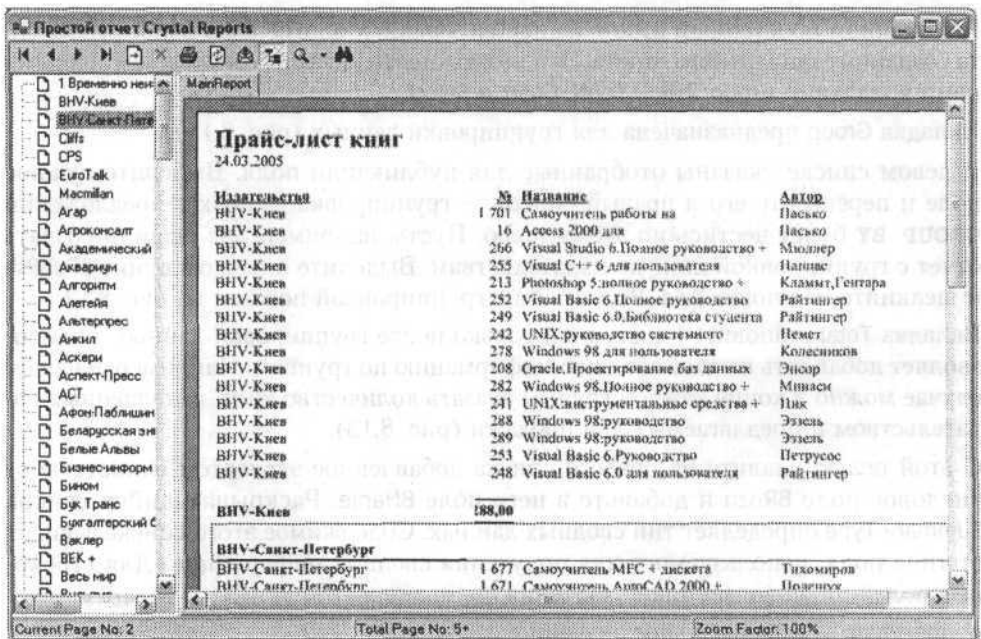 Простой отчет Crystal Reports
1 Временно неи
BHV-Киев
BHV-Санкт-Пете
Cliffs
CPS
EuroTalk
Macmillan
Агар
Агроконсалт
Академический
Аквариум
Алгоритм
Алетейя
Альтерпрес
Анкил
Аскери
Аспект-Пресс
АСТ
Афон-Паблишин
Беларусская эн
Белые Альвы
Бизнес-информ
Бином
Бук Транс
Бухгалтерский б
Ваклер
ВЕК +
Весь мир
MainReport
Прайс-лист книг
24.03.2005
Издательства № Название Автор
BHV-Киев 1 701 Самоучитель работы на Пасько
BHV-Киев Access 2000 для Пасько
BHV-Киев 266 Visual Studio 6.Полное руководство + Миллер
BHV-Киев 255 Visual C++ 6 для пользователя Паппас
BHV-Киев 213 Photoshop 5:полное руководство + Кламыт,Гентара
BHV-Киев 252 Visual Basic 6.Полное руководство Райтингер
BHV-Киев 249 Visual Basic 6.0.Библиотека студента Райтингер
BHV-Киев 242 UNIX:руководство системного Немет
BHV-Киев 278 Windows 98 для пользователя Колесников
BHV-Киев 208 Oracle.Проектирование баз данных Энсор
BHV-Киев 282 Windows 98.Полное руководство + Минаси
BHV-Киев 241 UNIX:инструментальные средства + Пик
BHV-Киев 288 Windows 98:руководство Эззель
BHV-Киев 289 Windows 98:руководство Эззель
BHV-Киев 253 Visual Basic 6.Руководство Петрусос
BHV-Киев 248 Visual Basic 6.0 для пользователя Райтингер
BHV-Киев 88,00
BHV-Санкт-Петербург
BHV-Санкт-Петербург 1 677 Самоучитель MFC + дискета Тихомиров
BHV-Санкт-Петербург 1 671 Самоучитель AutoCAD 2000 + Полещук
Current Page No: 2 Total Page No: 5+ Zoom Factor: 100%